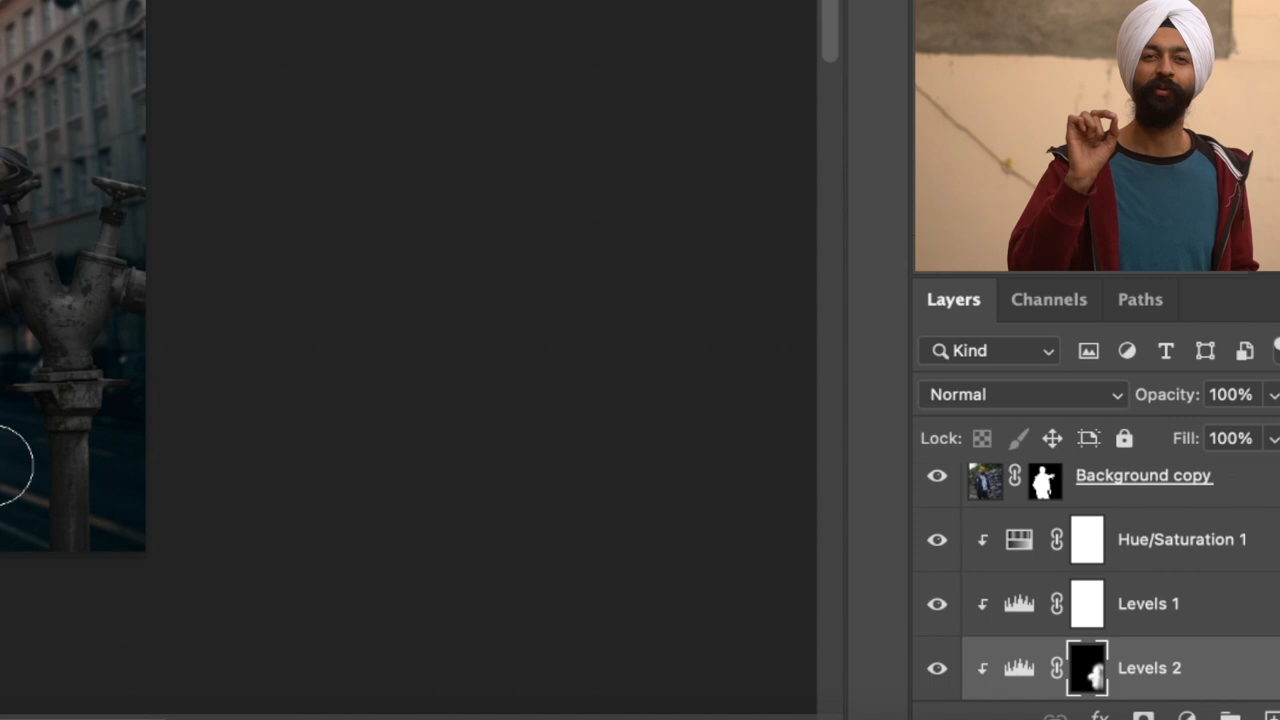 Layers Channels Paths
Kind
Normal Opacity: 100%
Lock: Fill: 100%
Background copy
Hue/Saturation 1
Levels 1
Levels 2
fx